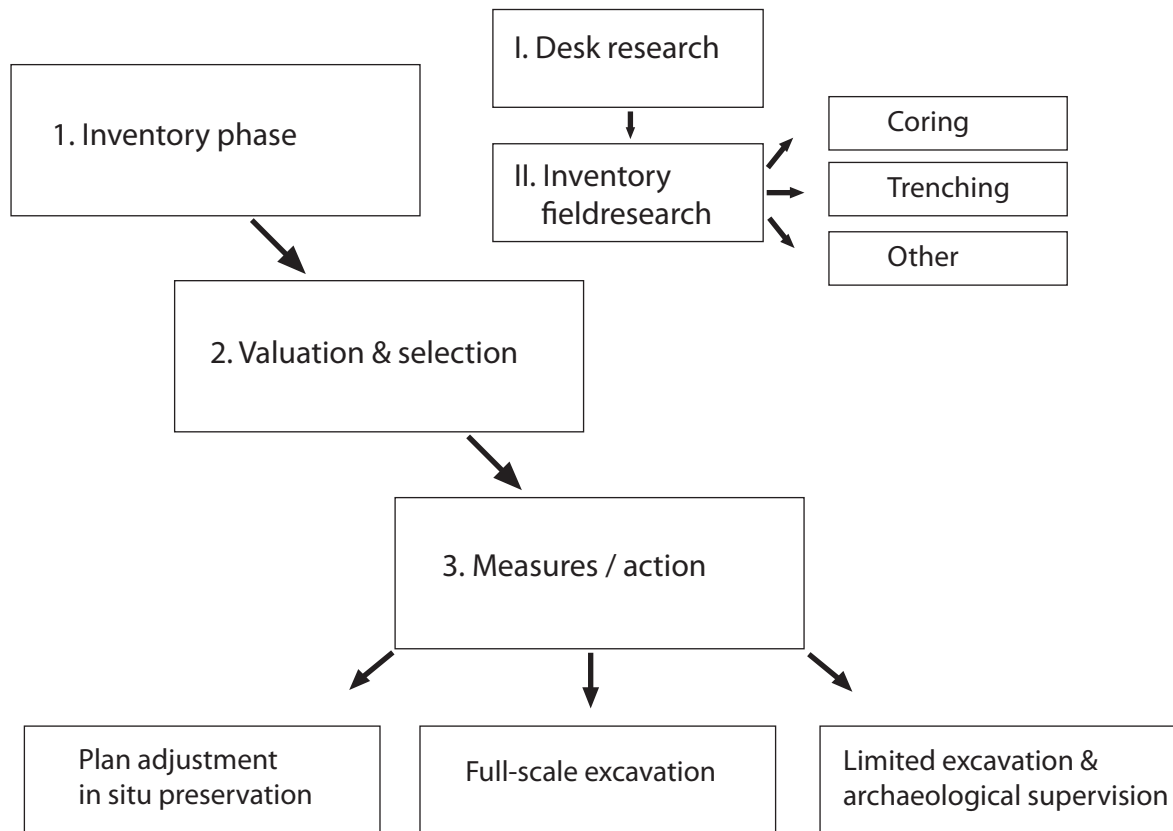 I. Desk research
1. Inventory phase
II. Inventory
fieldresearch
Coring
Trenching
Other
2. Valuation & selection
3. Measures / action
Plan adjustment
in situ preservation
Full-scale excavation
Limited excavation &
archaeological supervision